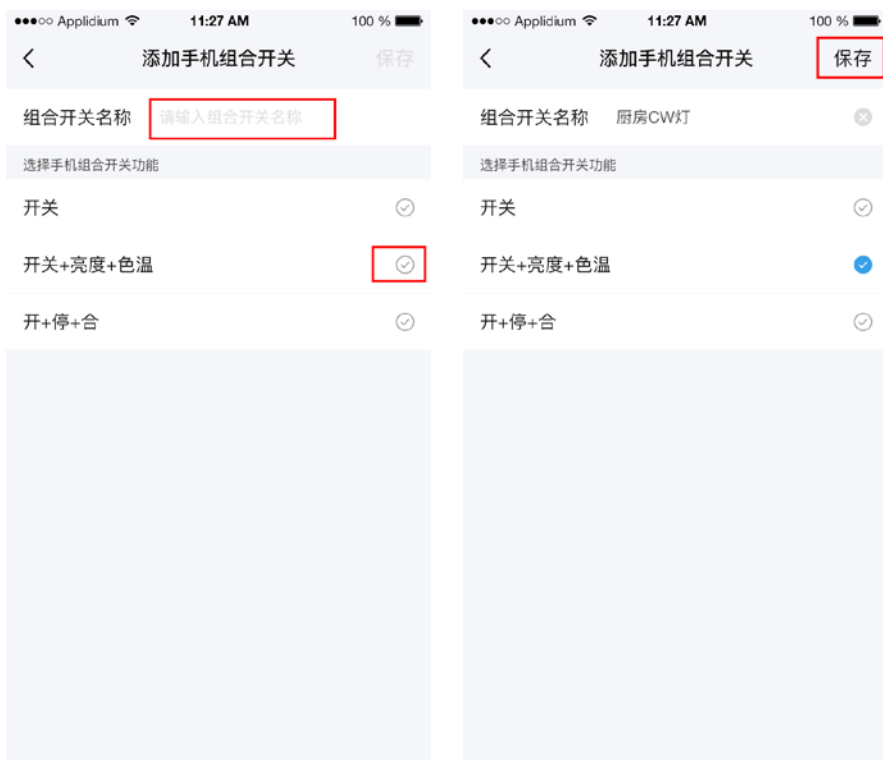 Applidium 11:27 AM 100 %
添加手机组合开关 保存
组合开关名称 请输入组合开关名称
选择手机组合开关功能
开关
开关+亮度+色温
开+停+合
Applidium 11:27 AM 100 %
添加手机组合开关 保存
组合开关名称 厨房CW灯
选择手机组合开关功能
开关
开关+亮度+色温
开+停+合